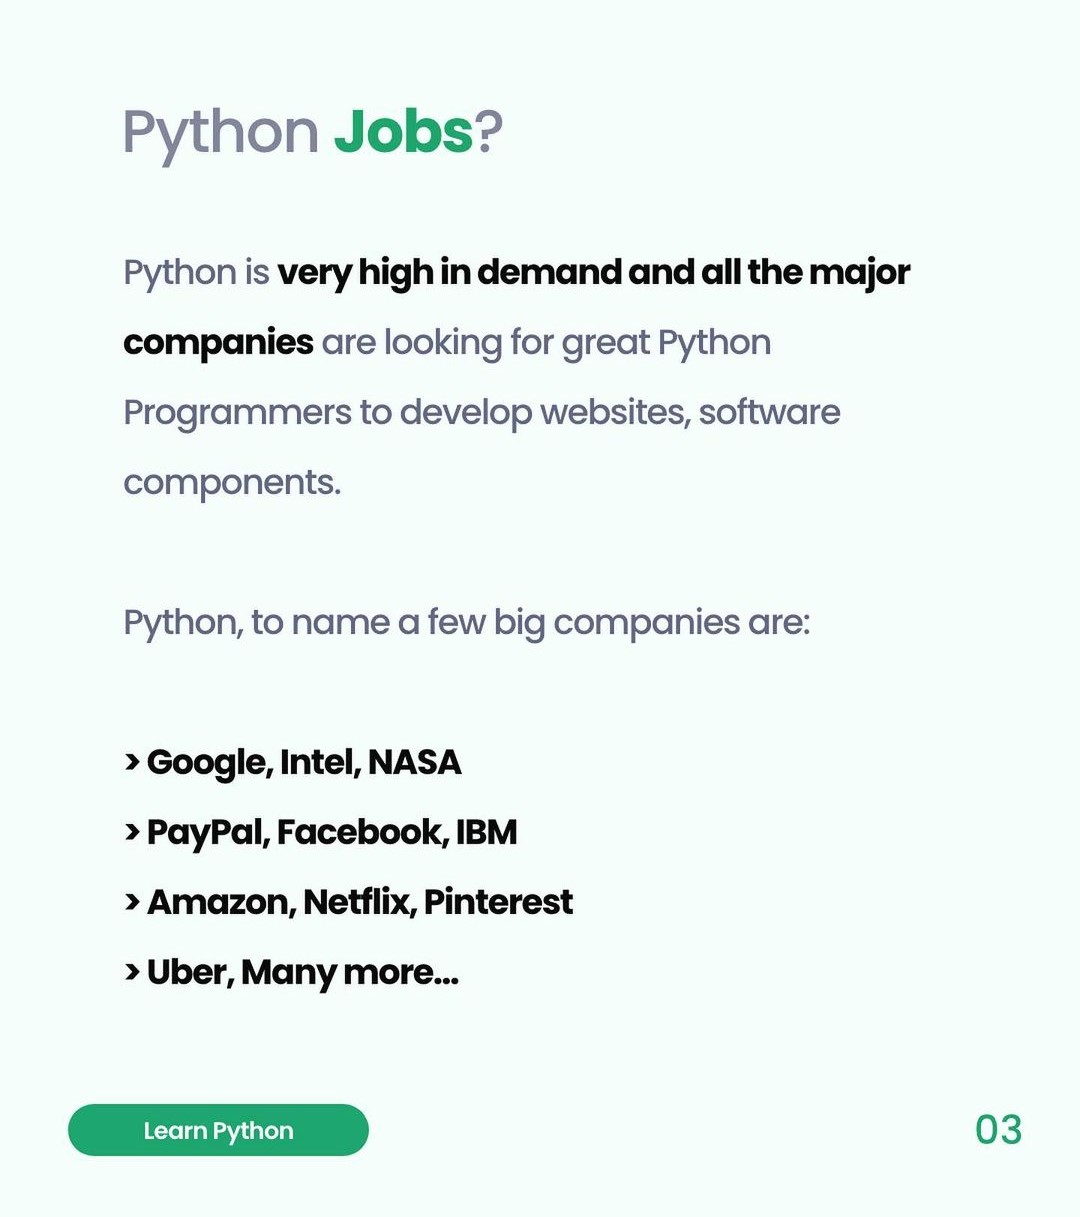 Python Jobs?
Python is very high in demand and all the major
companies are looking for great Python
Programmers to develop websites, software
components.
Python, to name a few big companies are:
> Google, Intel, NASA
> PayPal, Facebook, IBM
> Amazon, Netflix, Pinterest
> Uber, Many more...
Learn Python
03